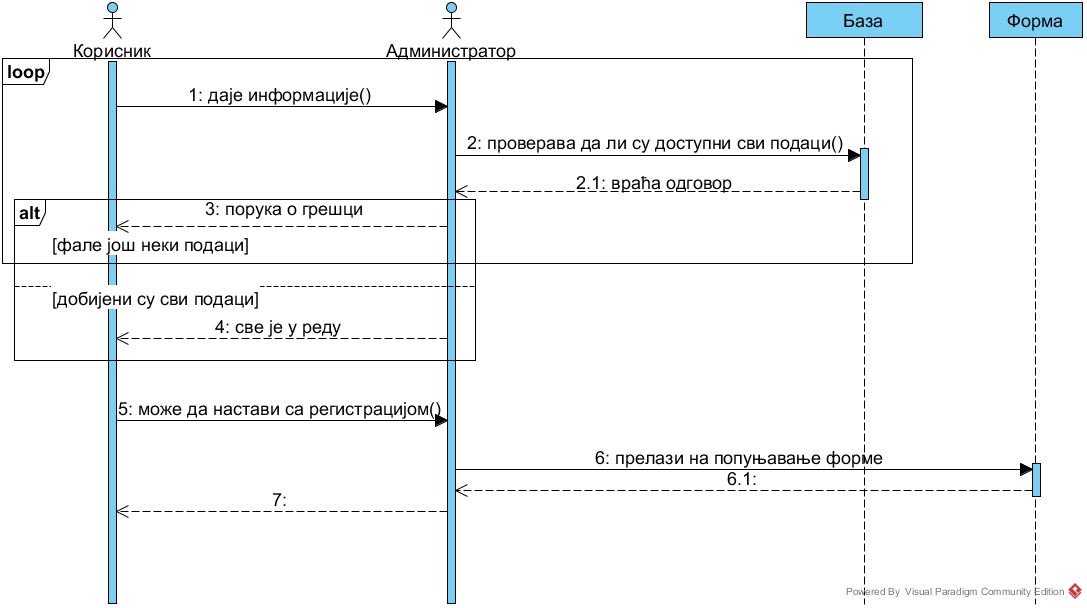 База
Форма
Корисник
Администратор
loop
1: даје информације()
2: проверава да ли су доступни сви подаци()
2.1: враћа одговор
alt
3: порука о грешци
[фале још неки подаци]
[добијени су сви подаци]
4: све је у реду
5: може да настави са регистрацијом()
6: прелази на попуњавање форме
6.1:
7:
Powered By Visual Paradigm Community Edition